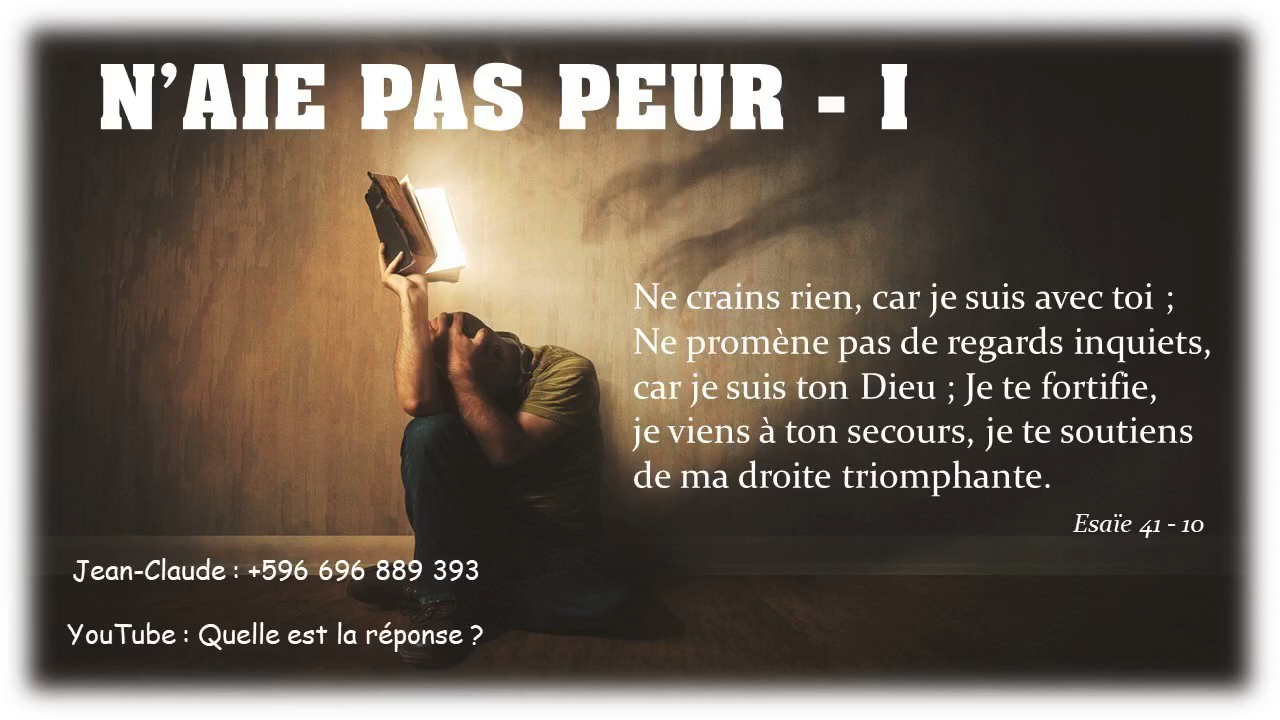 N’AIE PAS PEUR - I
Ne crains rien, car je suis avec toi ;
Ne promène pas de regards inquiets,
car je suis ton Dieu ; Je te fortifie,
je viens à ton secours, je te soutiens
de ma droite triomphante.
Esaïe 41 - 10
Jean-Claude : +596 696 889 393
YouTube : Quelle est la réponse ?